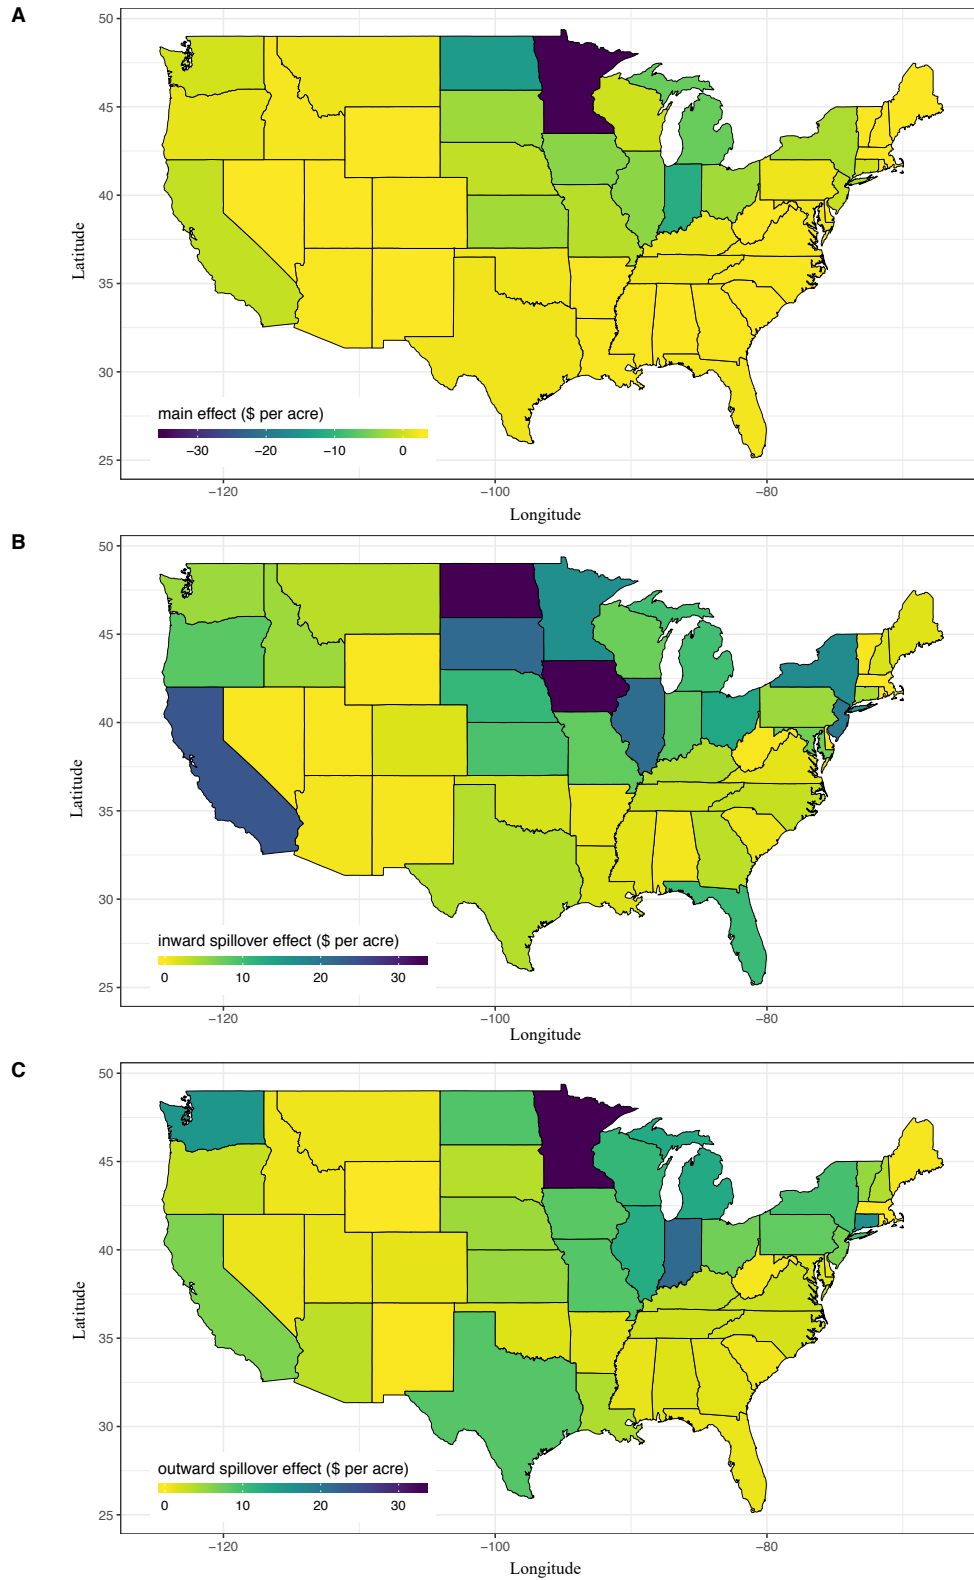 A
50
45
40
35
30
25
Latitude
main effect ($ per acre)
−30 −20 −10 0
−120 −100 −80
Longitude
B
50
45
40
35
30
25
Latitude
inward spillover effect ($ per acre)
0 10 20 30
−120 −100 −80
Longitude
C
50
45
40
35
30
25
Latitude
outward spillover effect ($ per acre)
0 10 20 30
−120 −100 −80
Longitude